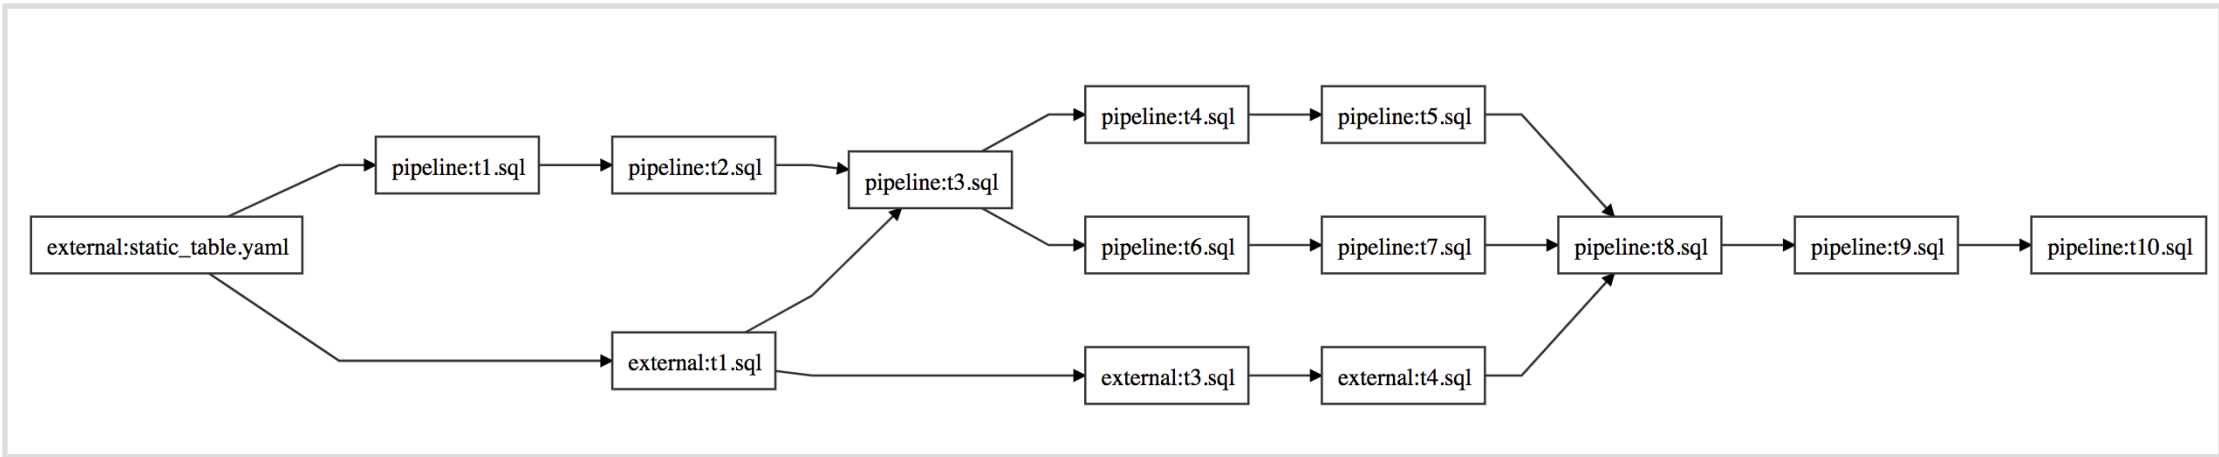 external:static_table.yaml
pipeline:t1.sql
pipeline:t2.sql
pipeline:t3.sql
external:t1.sql
pipeline:t4.sql
pipeline:t5.sql
pipeline:t6.sql
pipeline:t7.sql
external:t3.sql
external:t4.sql
pipeline:t8.sql
pipeline:t9.sql
pipeline:t10.sql